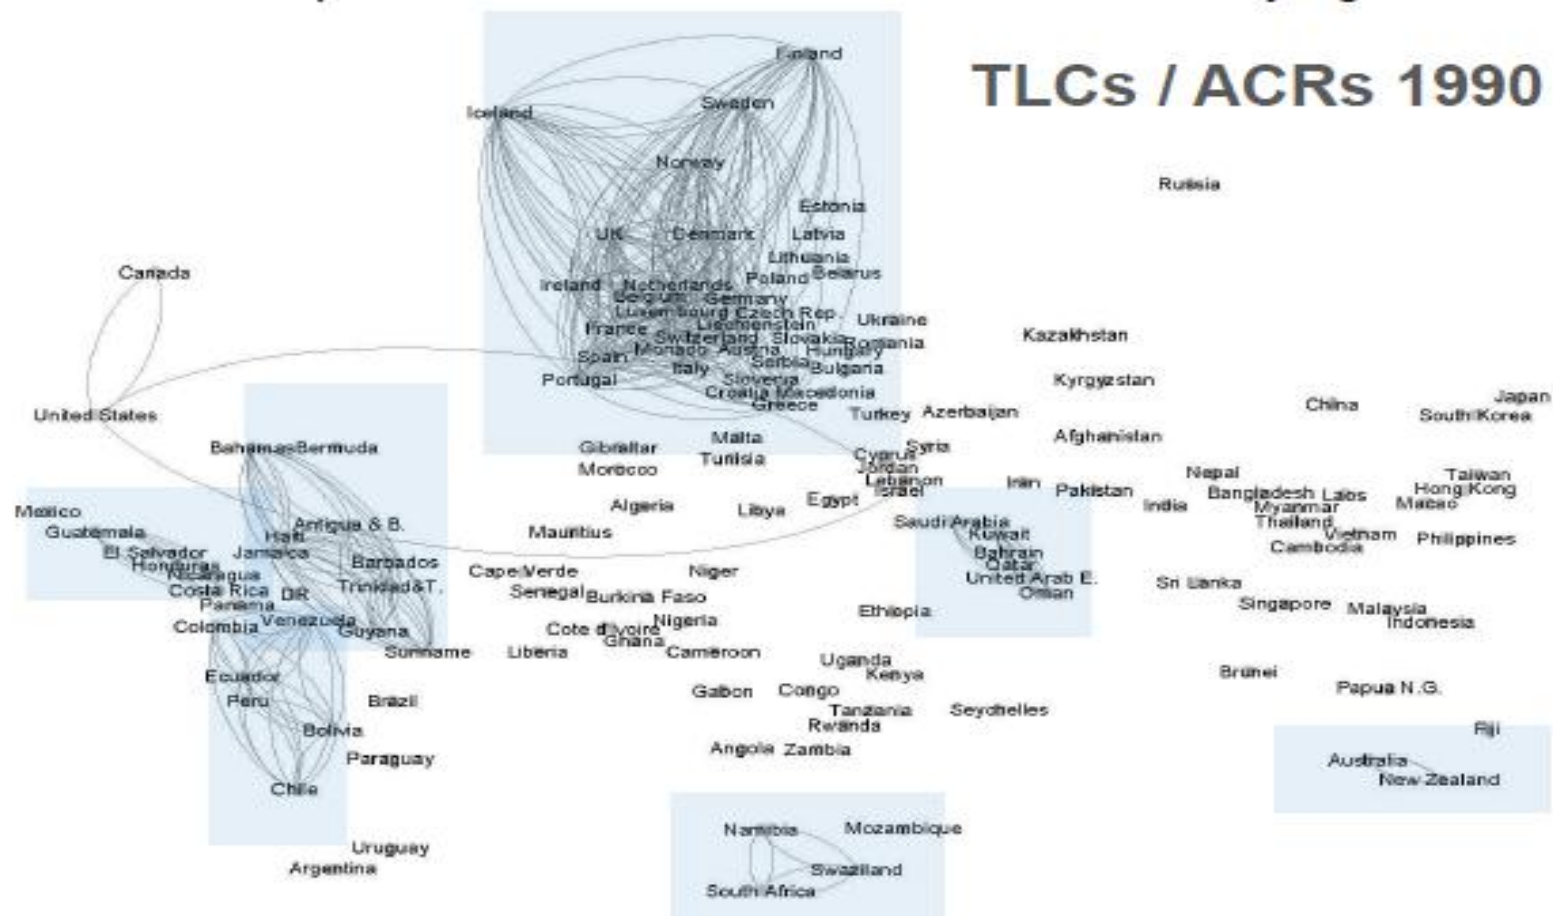 TLCs / ACRs 1990
Finland
Iceland
Sweden
Norway
Russia
Estonia
UK
Denmark
Latvia
Lithuania
Canada
Poland
Belarus
Ireland
Netherlands
Belgium
Germany
Luxembourg
Czech Rep.
Ukraine
France
Liechenstein
Kazakhstan
Switzerland
Slovakia
Romania
Monaco
Austria
Hungary
Spain
Italy
Serbia
Bulgaria
Portugal
Slovenia
Kyrgyzstan
Croatia
Macedonia
Japan
Greece
China
United States
Turkey
Azerbaijan
South Korea
Malta
Afghanistan
Bahamas
Bermuda
Gibraltar
Syria
Cyprus
Tunisia
Morocco
Jordan
Nepal
Taiwan
Lebanon
Iran
Israel
Pakistan
Hong Kong
Bangladesh
Laos
Egypt
Macao
Algeria
India
Myanmar
Libya
Mexico
Antigua & B.
Saudi Arabia
Thailand
Guatemala
Mauritius
Kuwait
Vietnam
Haiti
Philippines
El Salvador
Jamaica
Bahrain
Cambodia
Honduras
Barbados
Qatar
Nicaragua
Cape Verde
Niger
United Arab E.
Sri Lanka
Trinidad&T.
Costa Rica
DR
Senegal
Burkina Faso
Oman
Panama
Singapore
Malaysia
Ethiopia
Venezuela
Nigeria
Indonesia
Colombia
Guyana
Cote d'Ivoire
Ghana
Suriname
Liberia
Cameroon
Uganda
Kenya
Brunei
Ecuador
Papua N.G.
Gabon
Congo
Peru
Brazil
Tanzania
Seychelles
Rwanda
Fiji
Bolivia
Angola
Zambia
Paraguay
Australia
New Zealand
Chile
Namibia
Mozambique
Uruguay
Argentina
Swaziland
South Africa